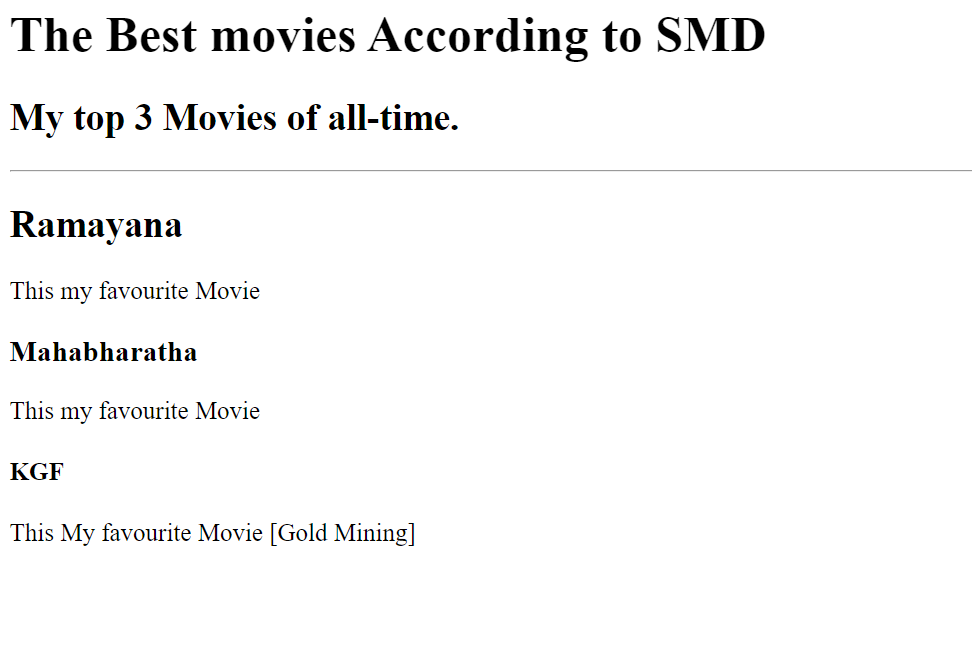 The Best movies According to SMD
My top 3 Movies of all-time.
Ramayana
This my favourite Movie
Mahabharatha
This my favourite Movie
KGF
This My favourite Movie [Gold Mining]